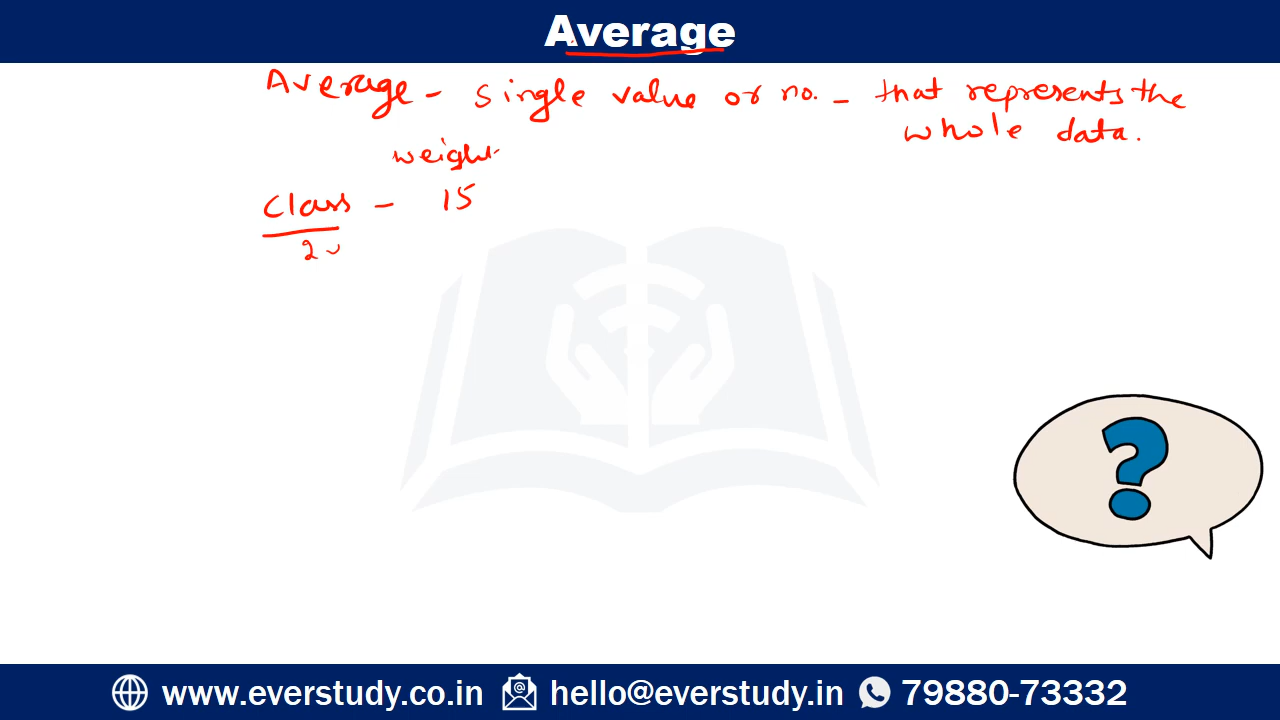 Average
Average - single value or no. - that represents the
whole data.
weight
Class - 15
2
www.everstudy.co.in hello@everstudy.in 79880-73332